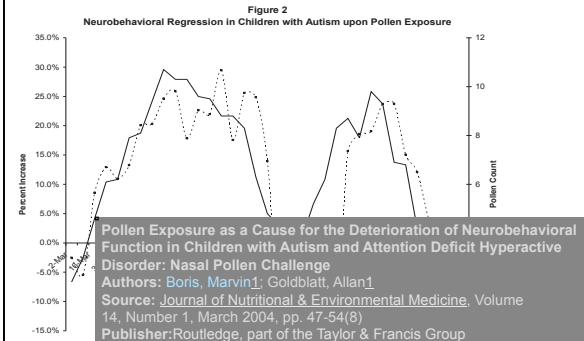 Figure 2
Neurobehavioral Regression in Children with Autism upon Pollen Exposure
35.0%
30.0%
25.0%
20.0%
15.0%
10.0%
5.0%
0.0%
-5.0%
-10.0%
-15.0%
Percent Increase
12
10
8
6
4
Pollen Count
2-Mar
16-Mar
Pollen Exposure as a Cause for the Deterioration of Neurobehavioral
Function in Children with Autism and Attention Deficit Hyperactive
Disorder: Nasal Pollen Challenge
Authors: Boris, Marvin1; Goldblatt, Allan1
Source: Journal of Nutritional & Environmental Medicine, Volume
14, Number 1, March 2004, pp. 47-54(8)
Publisher:Routledge, part of the Taylor & Francis Group